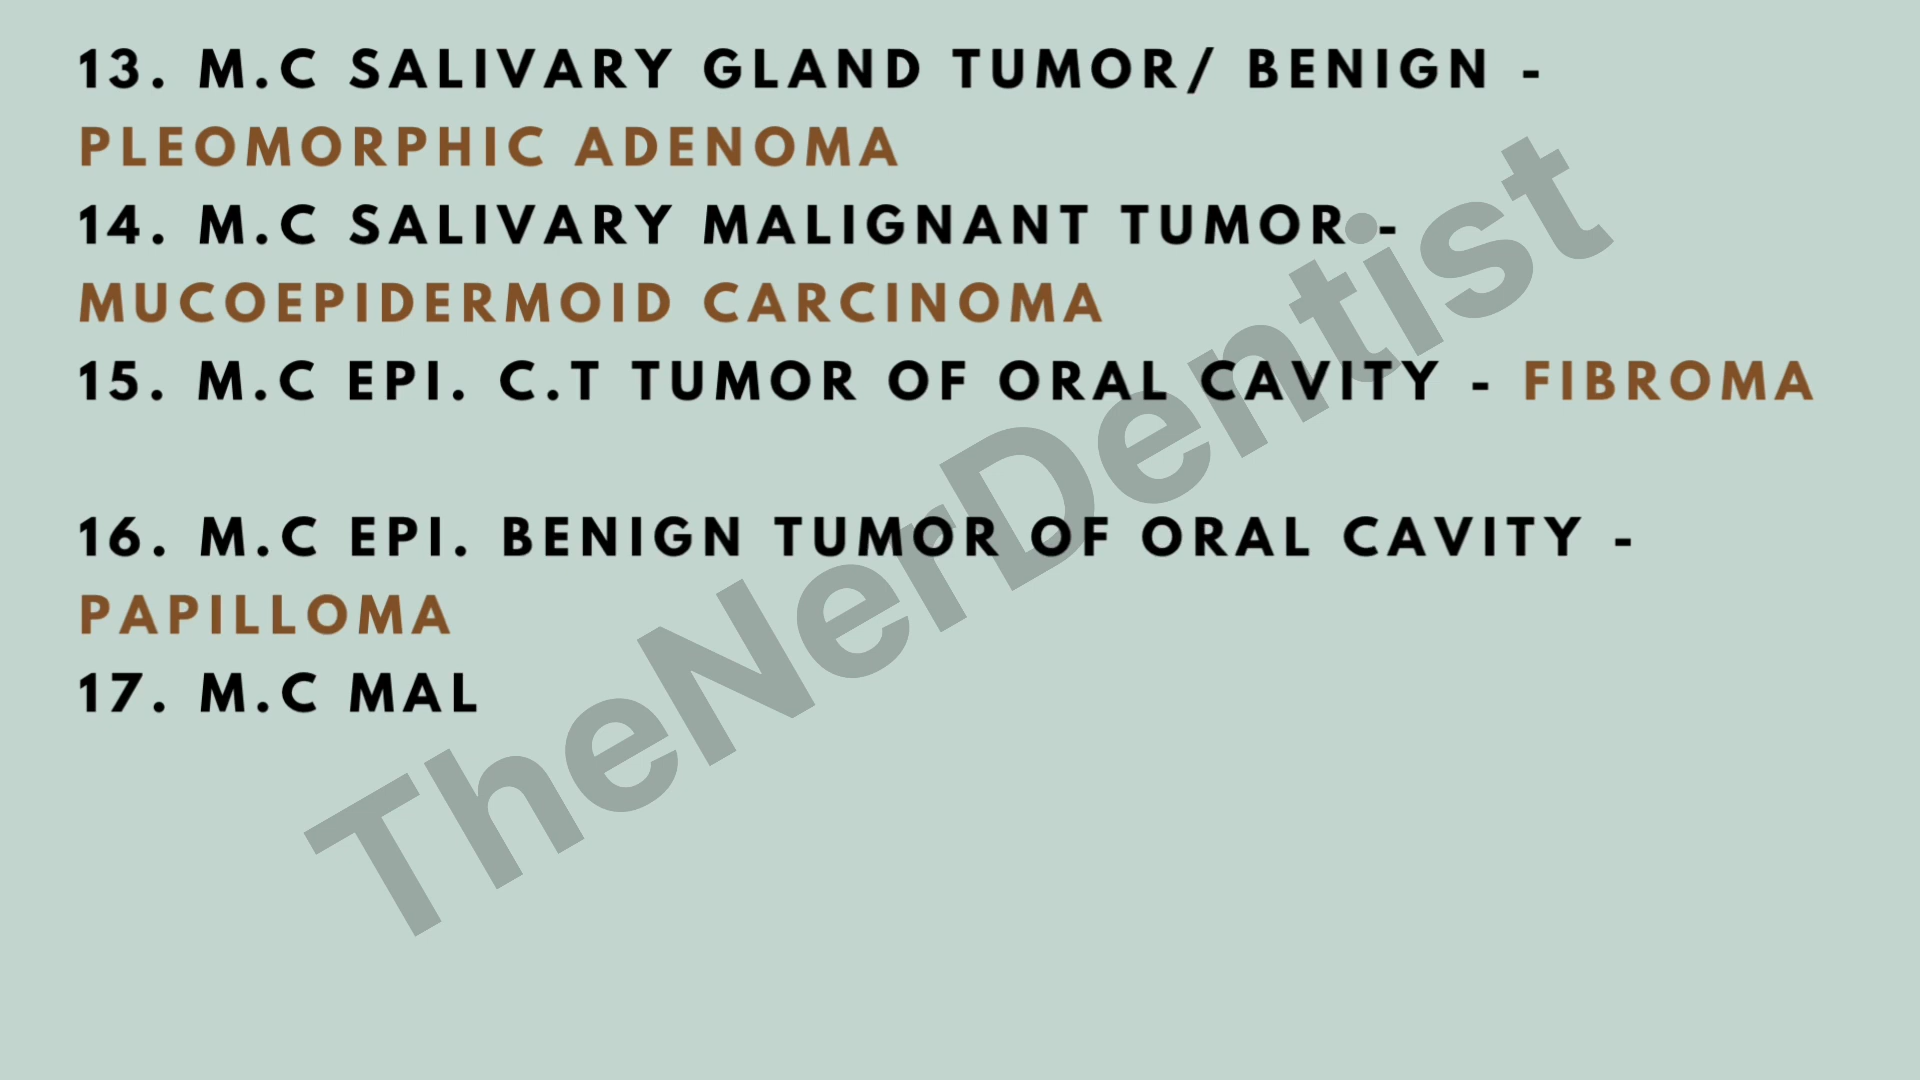 13. M.C SALIVARY GLAND TUMOR/ BENIGN -
PLEOMORPHIC ADENOMA
14. M.C SALIVARY MALIGNANT TUMOR -
MUCOEPIDERMOID CARCINOMA
15. M.C EPI. C.T TUMOR OF ORAL CAVITY - FIBROMA
16. M.C EPI. BENIGN TUMOR OF ORAL CAVITY -
PAPILLOMA
17. M.C MAL
TheNerDentist